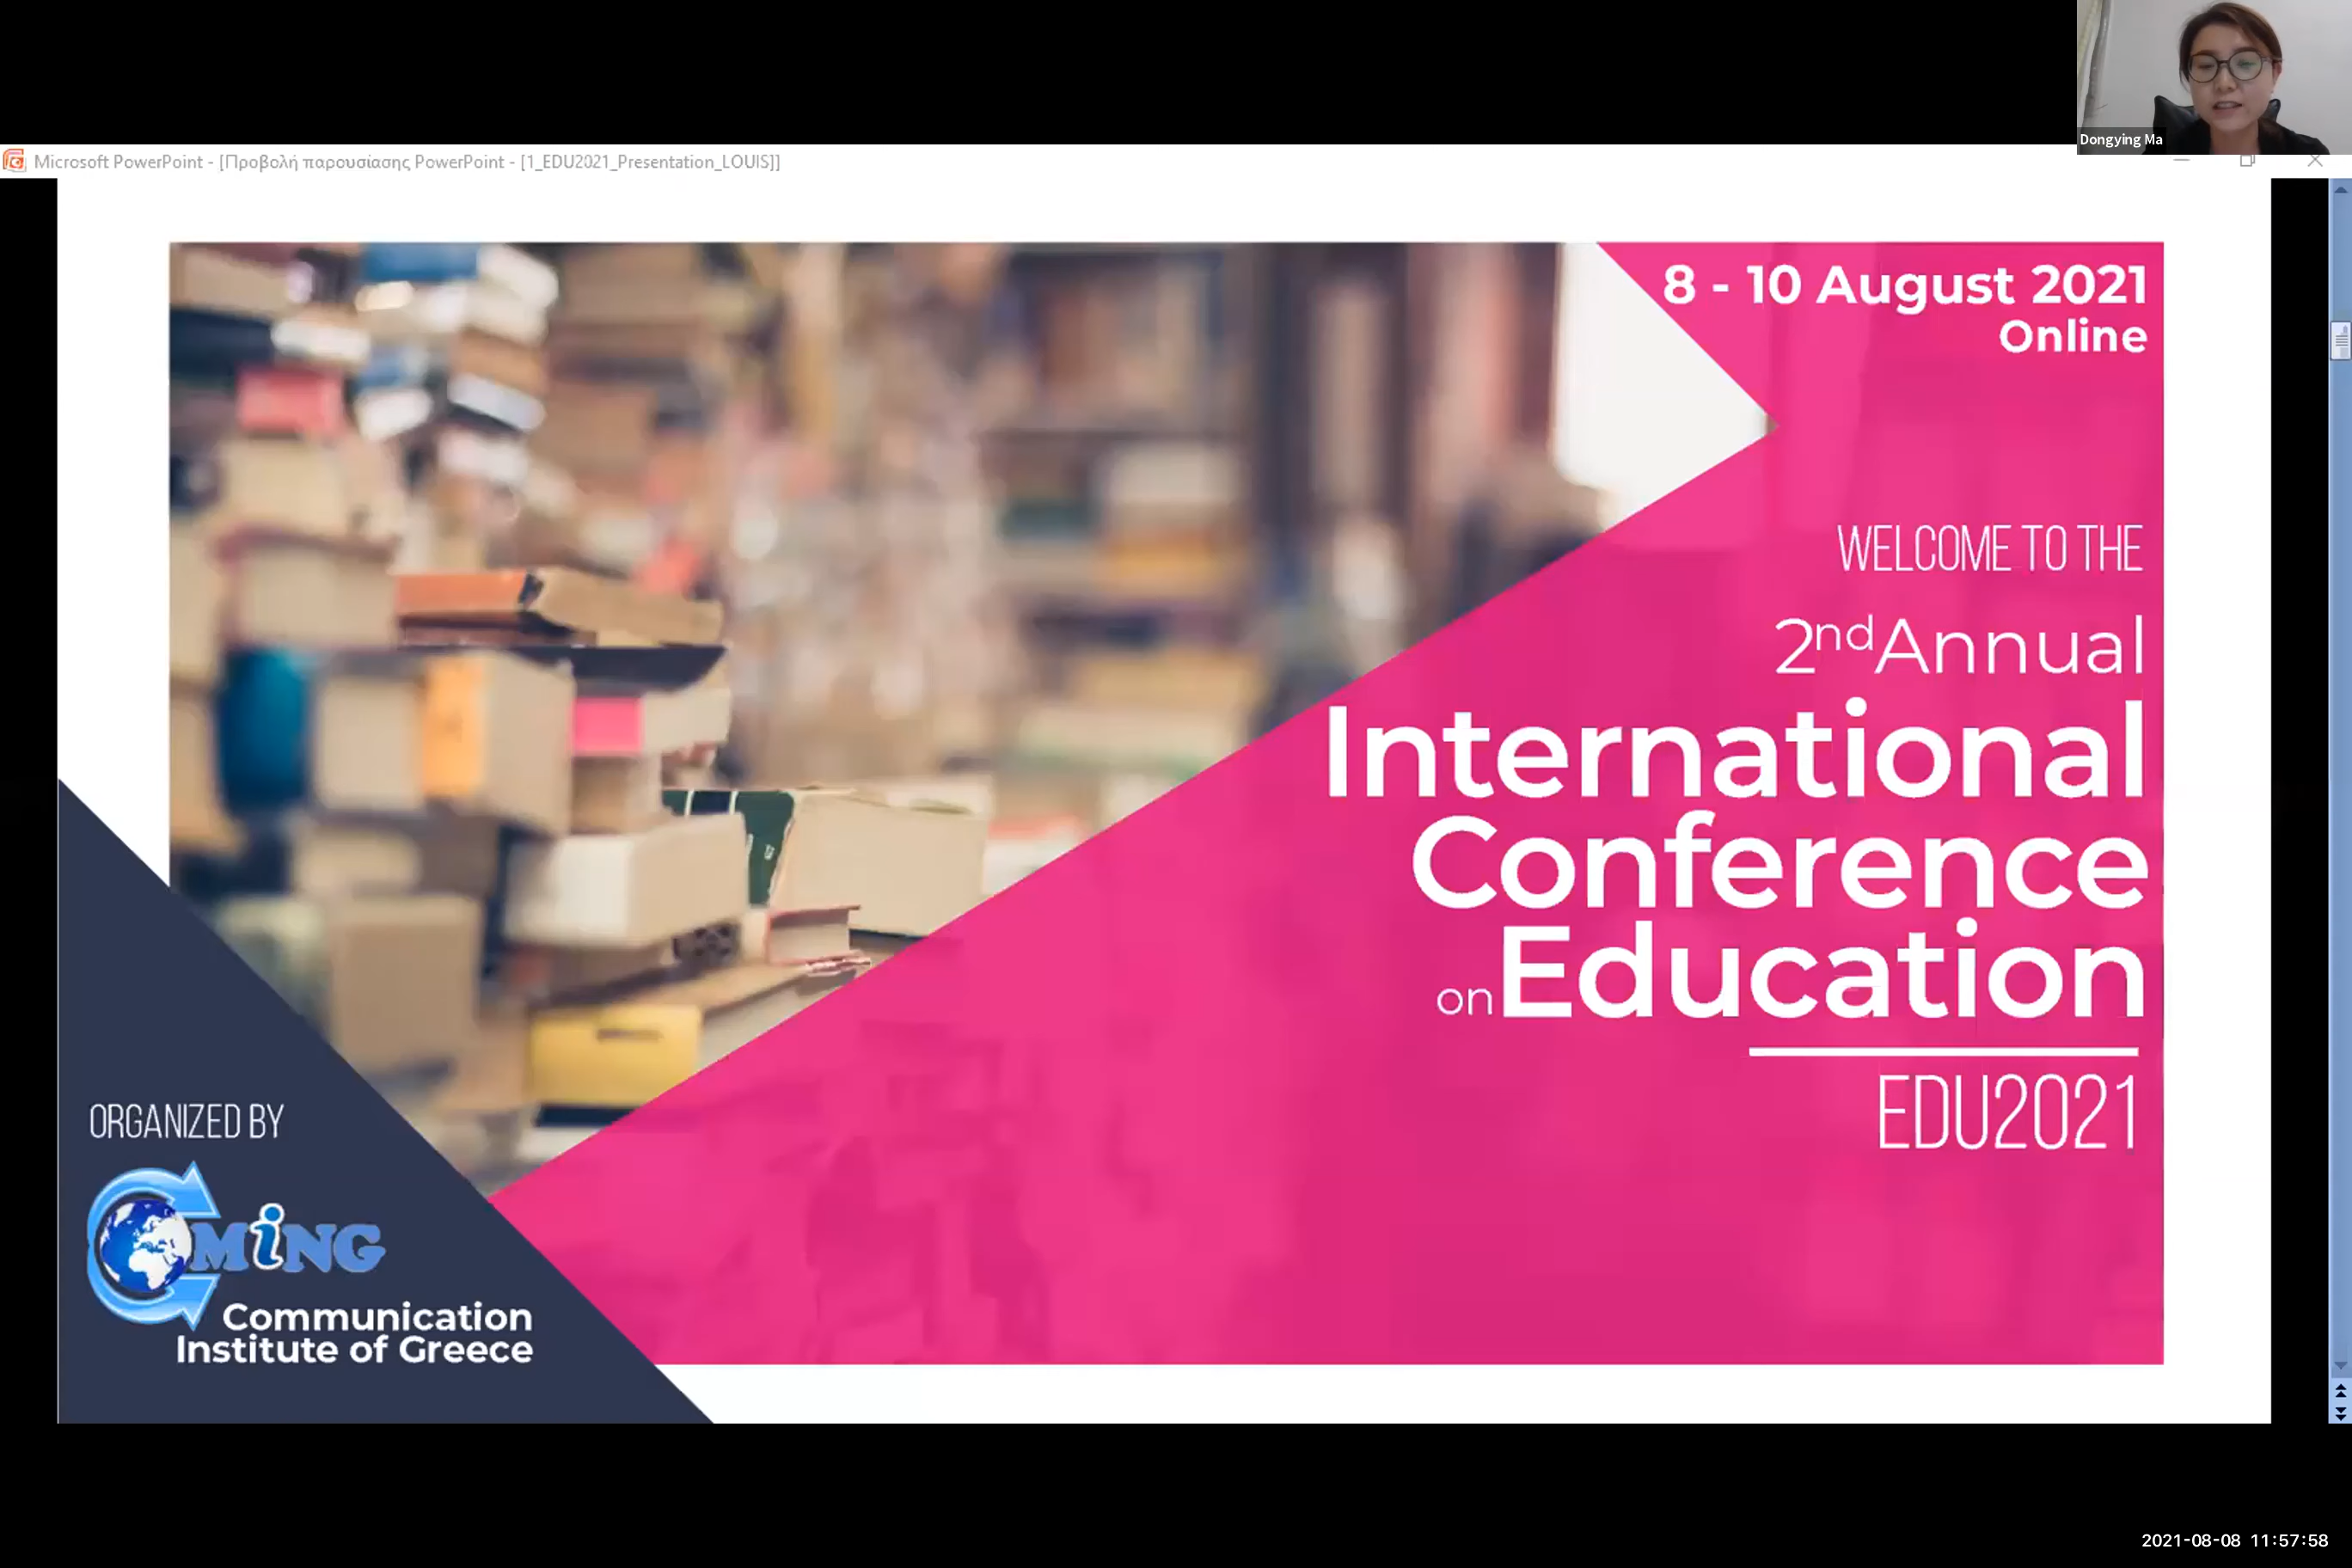 Dongying Ma
Microsoft PowerPoint - [Προβολή παρουσίασης PowerPoint - [1_EDU2021_Presentation_LOUIS]]
8 - 10 August 2021
Online
WELCOME TO THE
2nd Annual
International
Conference
on Education
EDU2021
ORGANIZED BY
CMiNG
Communication
Institute of Greece
2021-08-08 11:57:58